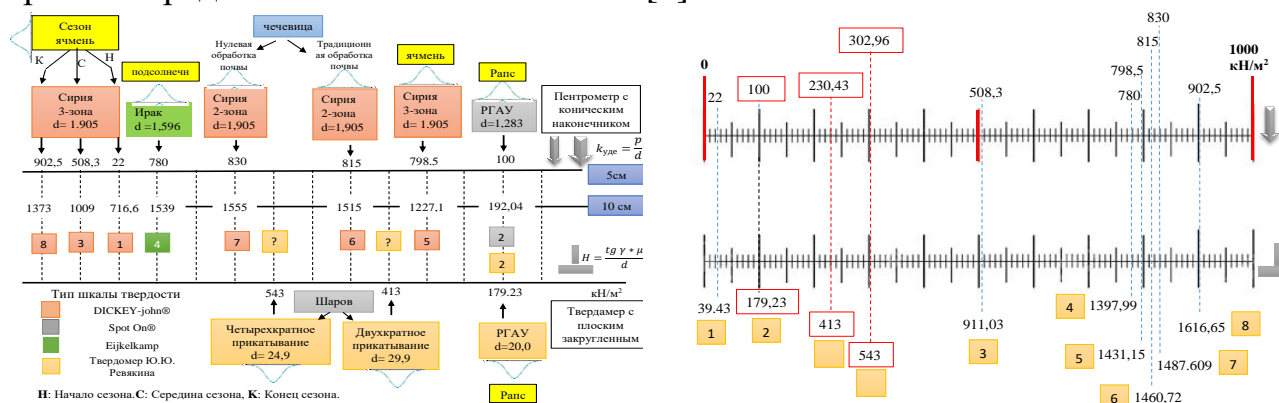 [
Сезон
ячмень
К
С
Н
чечевица
Нулевая
обработка
почвы
Традиционн
ая обработка
почвы
подсолнечн
ячмень
Рапс
Сирия
3-зона
d= 1.905
Ирак
d =1,596
Сирия
2-зона
d=1,905
Сирия
2-зона
d=1,905
Сирия
3-зона
d= 1.905
РГАУ
d=1,283
Пентрометр с
коническим
наконечником
kуде = p/d
902,5 508,3 22 780 830 815 798.5 100
5см
1373 1009 716,6 1539 1555 1515 1227,1 192,04
10 см
8 3 1 4 7 ? 6 ? 5 2
2
H = tg γ * μ / d
Тип шкалы твердости
DICKEY-john®
Spot On®
Eijkelkamp
Твердомер Ю.Ю.
Ревякина
543 Шаров 413 179.23 кН/м²
Четырехкратное
прикатывание
d= 24,9
Двухкратное
прикатывание
d= 29,9
РГАУ
d=20,0
Твердамер с
плоским
закругленным
Рапс
H: Начало сезона.C: Середина сезона, K: Конец сезона.
830
815
302,96
0
1000
кН/м²
798,5
780
22
100
230,43
508,3
902,5
39.43
179,23
413
543
911,03
1397,99
1431,15
1460,72
1487.609
1616,65
1
2
3
4
5
6
7
8